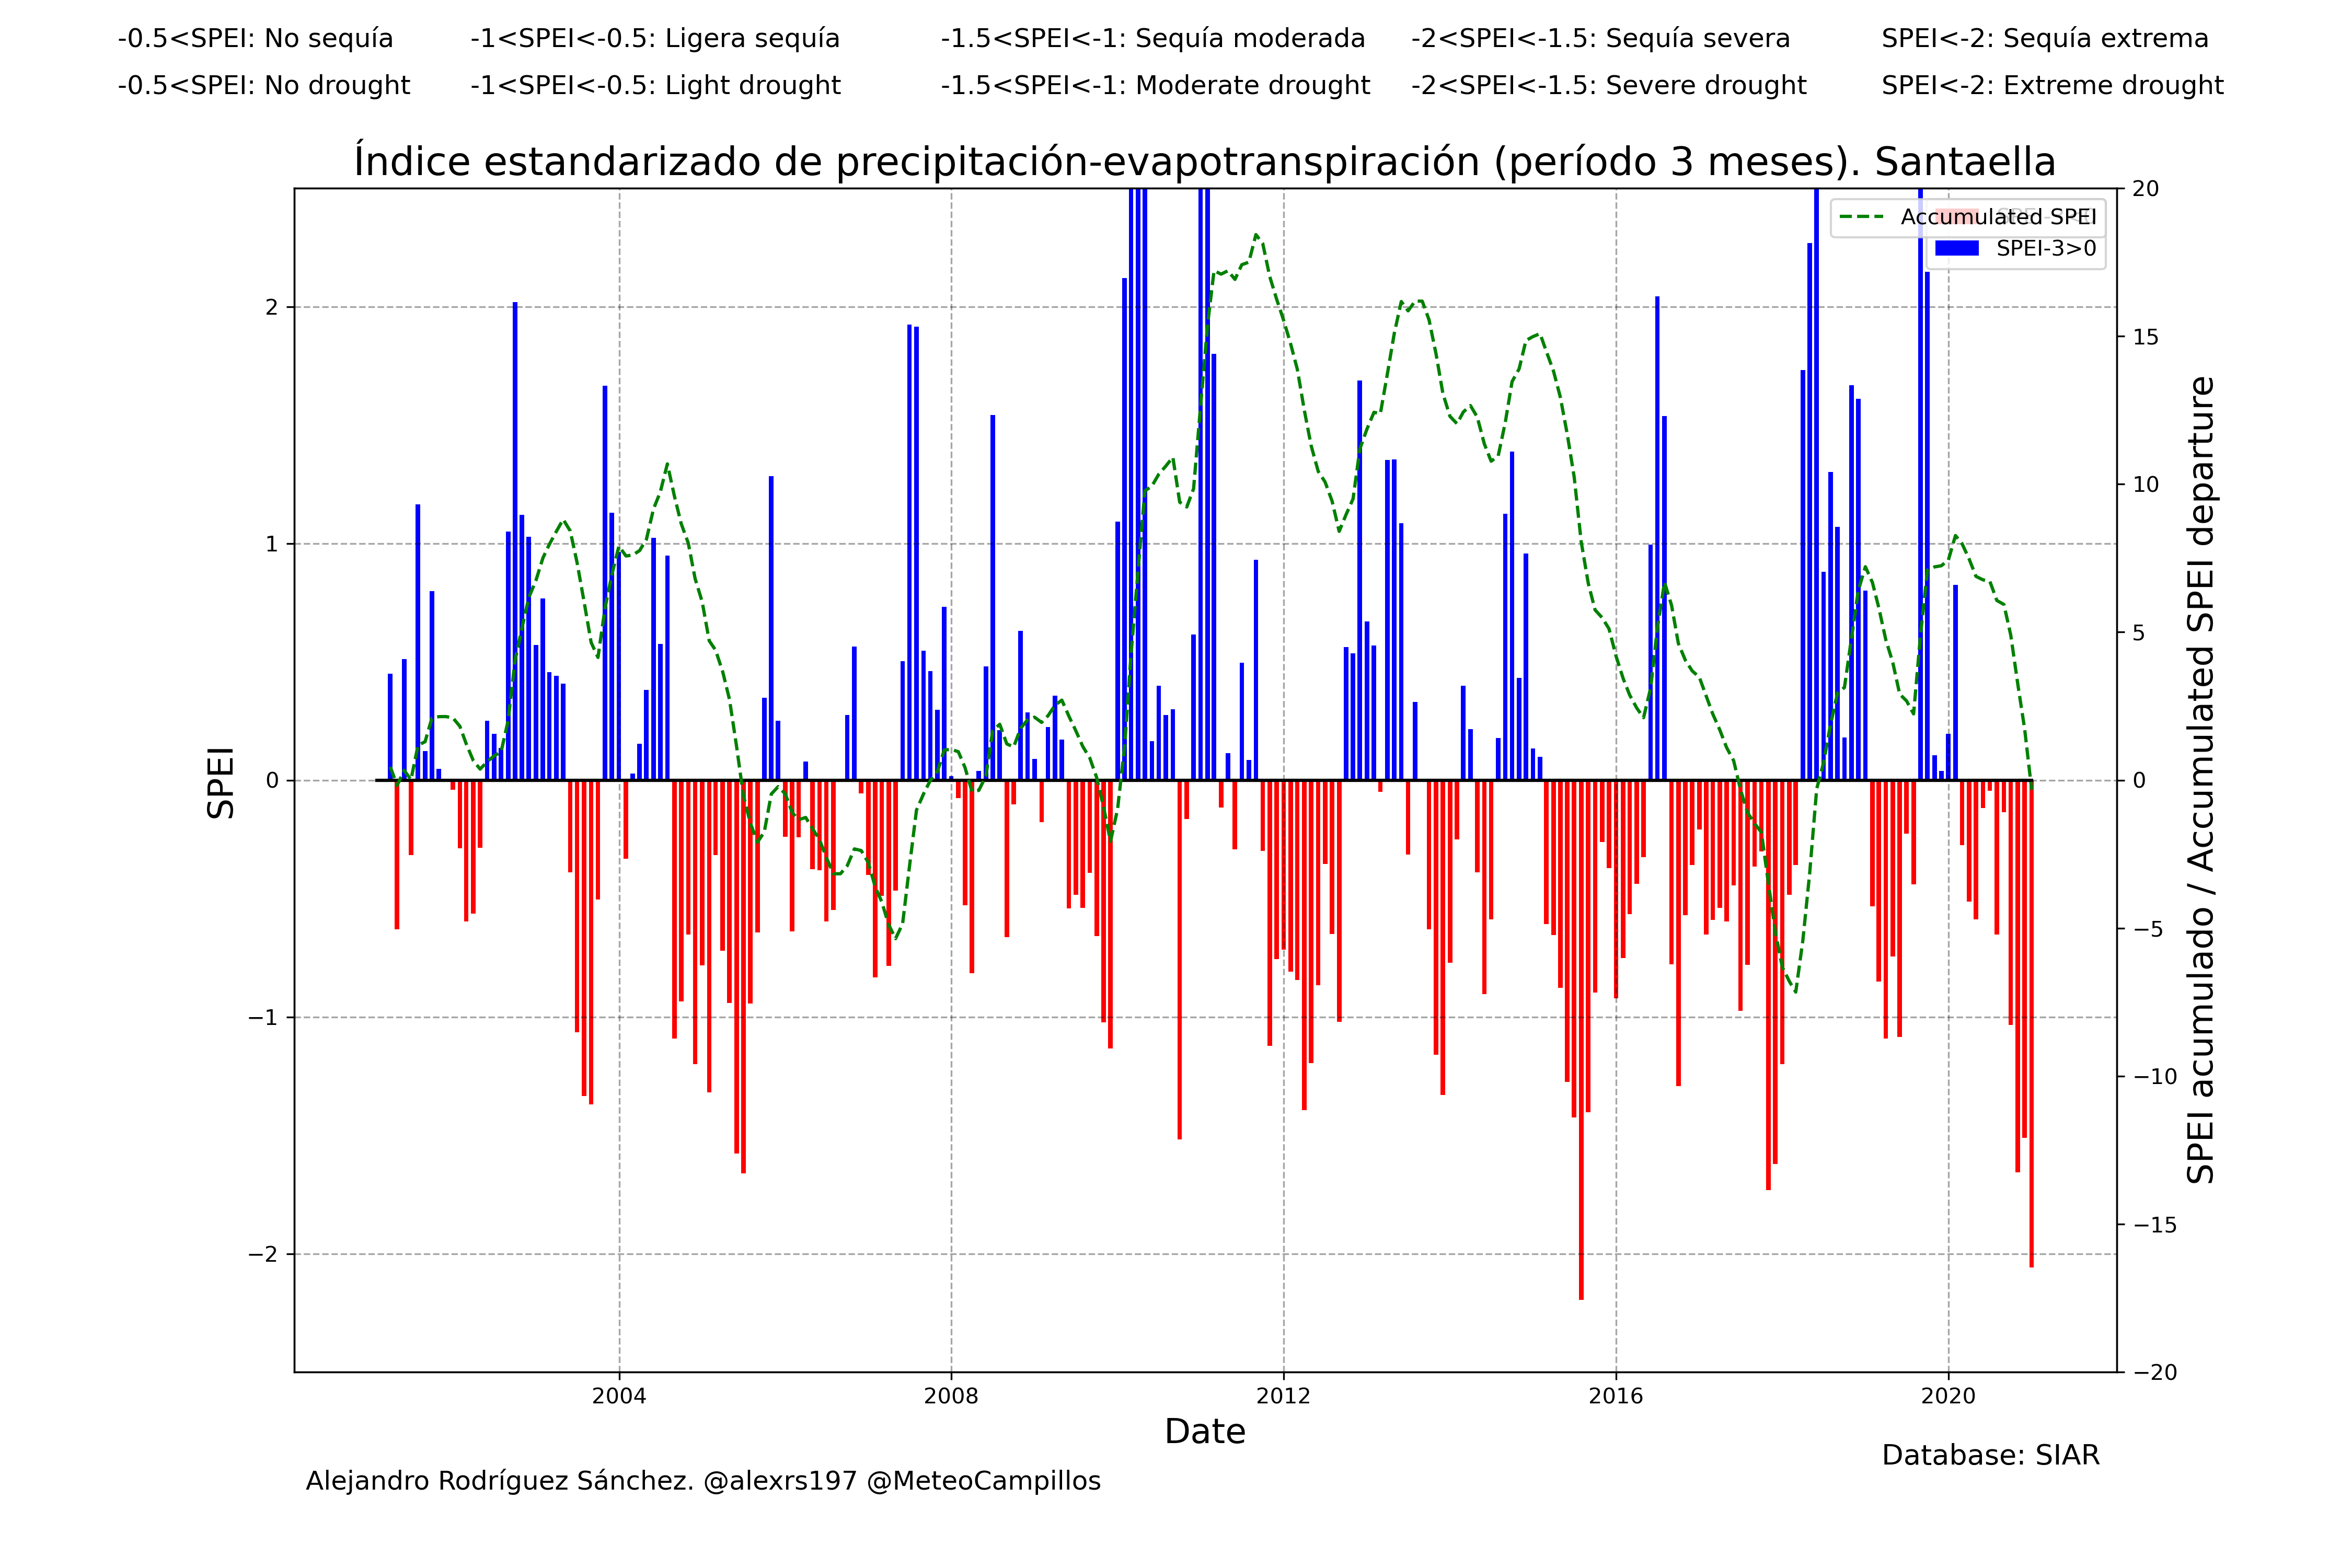 -0.5<SPEI: No sequía -1<SPEI<-0.5: Ligera sequía -1.5<SPEI<-1: Sequía moderada -2<SPEI<-1.5: Sequía severa SPEI<-2: Sequía extrema
-0.5<SPEI: No drought -1<SPEI<-0.5: Light drought -1.5<SPEI<-1: Moderate drought -2<SPEI<-1.5: Severe drought SPEI<-2: Extreme drought
Índice estandarizado de precipitación-evapotranspiración (período 3 meses). Santaella
Accumulated SPEI
SPEI-3>0
SPEI
2
1
0
−1
−2
20
15
10
5
0
−5
−10
−15
−20
SPEI acumulado / Accumulated SPEI departure
2004 2008 2012 2016 2020
Date
Database: SIAR
Alejandro Rodríguez Sánchez. @alexrs197 @MeteoCampillos